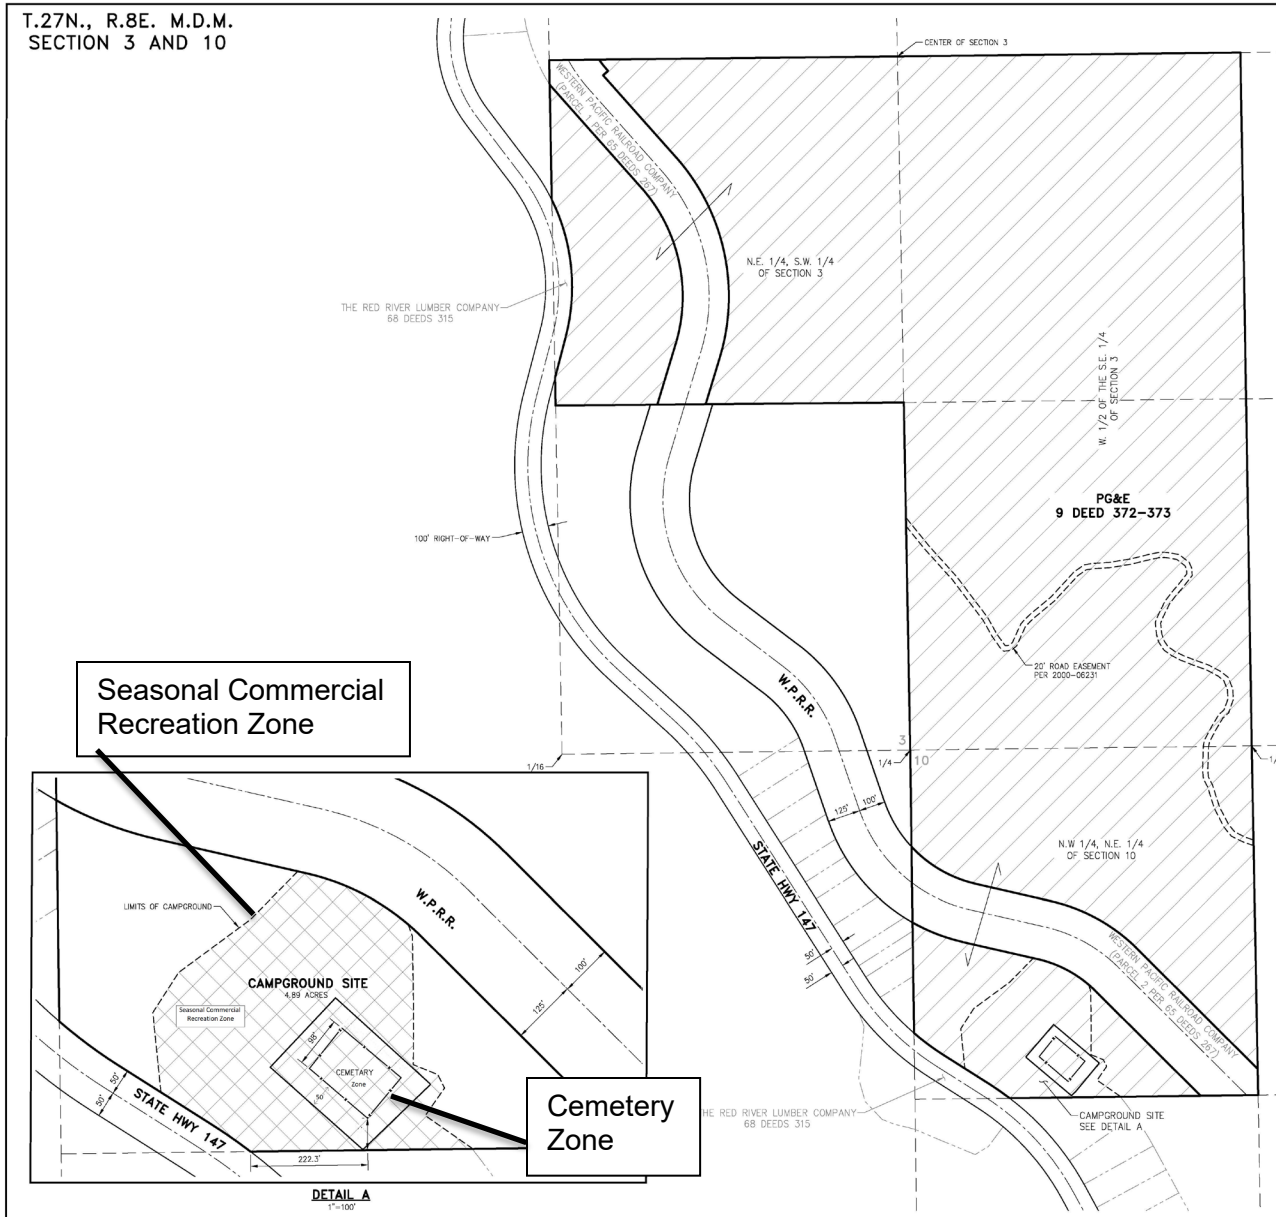 T.27N., R.8E. M.D.M.
SECTION 3 AND 10
CENTER OF SECTION 3
WESTERN PACIFIC RAILROAD COMPANY
(PARCEL 1 PER 65 DEEDS 267)
N.E. 1/4, S.W. 1/4
OF SECTION 3
THE RED RIVER LUMBER COMPANY
68 DEEDS 315
W. 1/2 OF THE S.E. 1/4
OF SECTION 3
PG&E
9 DEED 372-373
100' RIGHT-OF-WAY
20' ROAD EASEMENT
PER 2000-06231
W.P.R.R.
Seasonal Commercial
Recreation Zone
3
1/16
1/4
10
1/
125'
100'
N.W 1/4, N.E. 1/4
OF SECTION 10
STATE HWY 147
50'
50'
WESTERN PACIFIC RAILROAD COMPANY
(PARCEL 2 PER 65 DEEDS 267)
HE RED RIVER LUMBER COMPANY
68 DEEDS 315
CAMPGROUND SITE
SEE DETAIL A
LIMITS OF CAMPGROUND
W.P.R.R.
CAMPGROUND SITE
4.89 ACRES
100'
125'
Seasonal Commercial
Recreation Zone
98'
CEMETARY
Zone
50'
50'
50'
STATE HWY 147
222.3'
Cemetery
Zone
DETAIL A
1"=100'